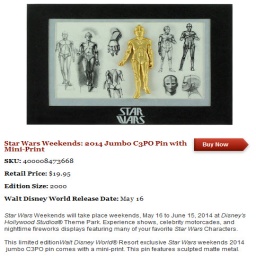 STAR
WARS
Star Wars Weekends: 2014 Jumbo C3PO Pin with
Mini-Print
Buy Now
SKU: 400008473668
Retail Price: $19.95
Edition Size: 2000
Walt Disney World Release Date: May 16
Star Wars Weekends will take place weekends, May 16 to June 15, 2014 at Disney's
Hollywood Studios® Theme Park. Experience shows, celebrity motorcades, and
nighttime fireworks displays featuring many of your favorite Star Wars Characters.
This limited edition Walt Disney World® Resort exclusive Star Wars weekends 2014
jumbo C3PO pin comes with a mini-print. This pin features sculpted matte metal.